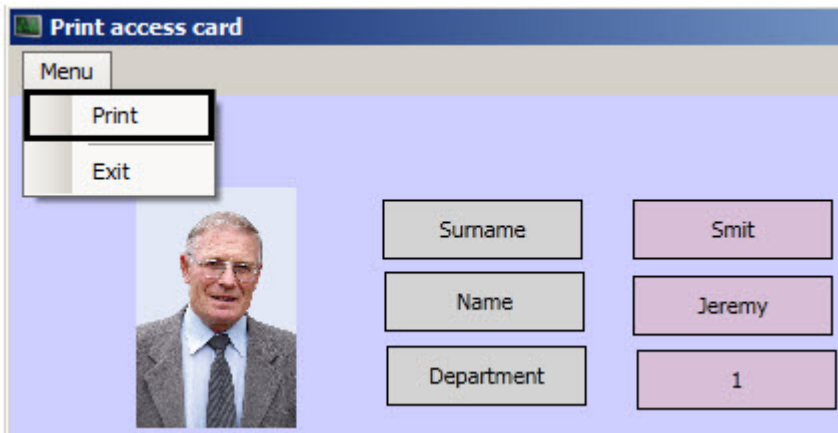 Print access card
Menu
Print
Exit
Surname Smit
Name Jeremy
Department 1